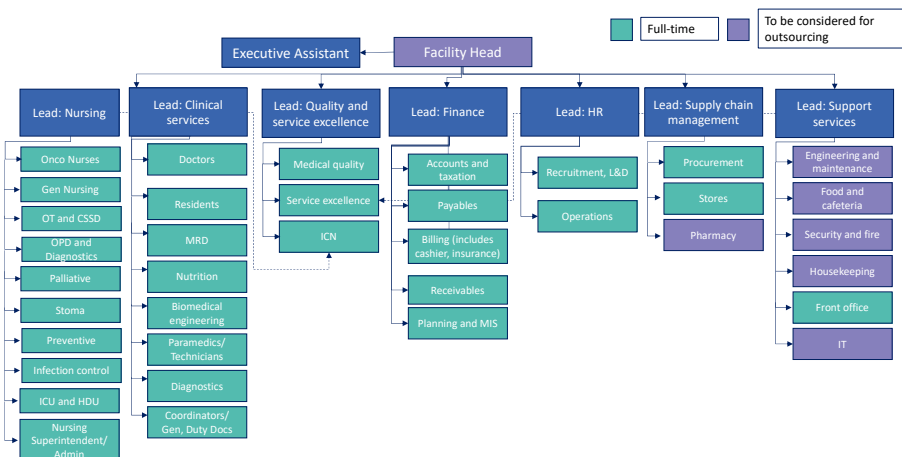 Full-time
To be considered for
outsourcing
Executive Assistant
Facility Head
Lead: Nursing
Lead: Clinical
services
Lead: Quality and
service excellence
Lead: Finance
Lead: HR
Lead: Supply chain
management
Lead: Support
services
Onco Nurses
Gen Nursing
OT and CSSD
OPD and
Diagnostics
Palliative
Stoma
Preventive
Infection control
ICU and HDU
Nursing
Superintendent/
Admin
Doctors
Residents
MRD
Nutrition
Biomedical
engineering
Paramedics/
Technicians
Diagnostics
Coordinators/
Gen, Duty Docs
Medical quality
Service excellence
ICN
Accounts and
taxation
Payables
Billing (includes
cashier, insurance)
Receivables
Planning and MIS
Recruitment, L&D
Operations
Procurement
Stores
Pharmacy
Engineering and
maintenance
Food and
cafeteria
Security and fire
Housekeeping
Front office
IT